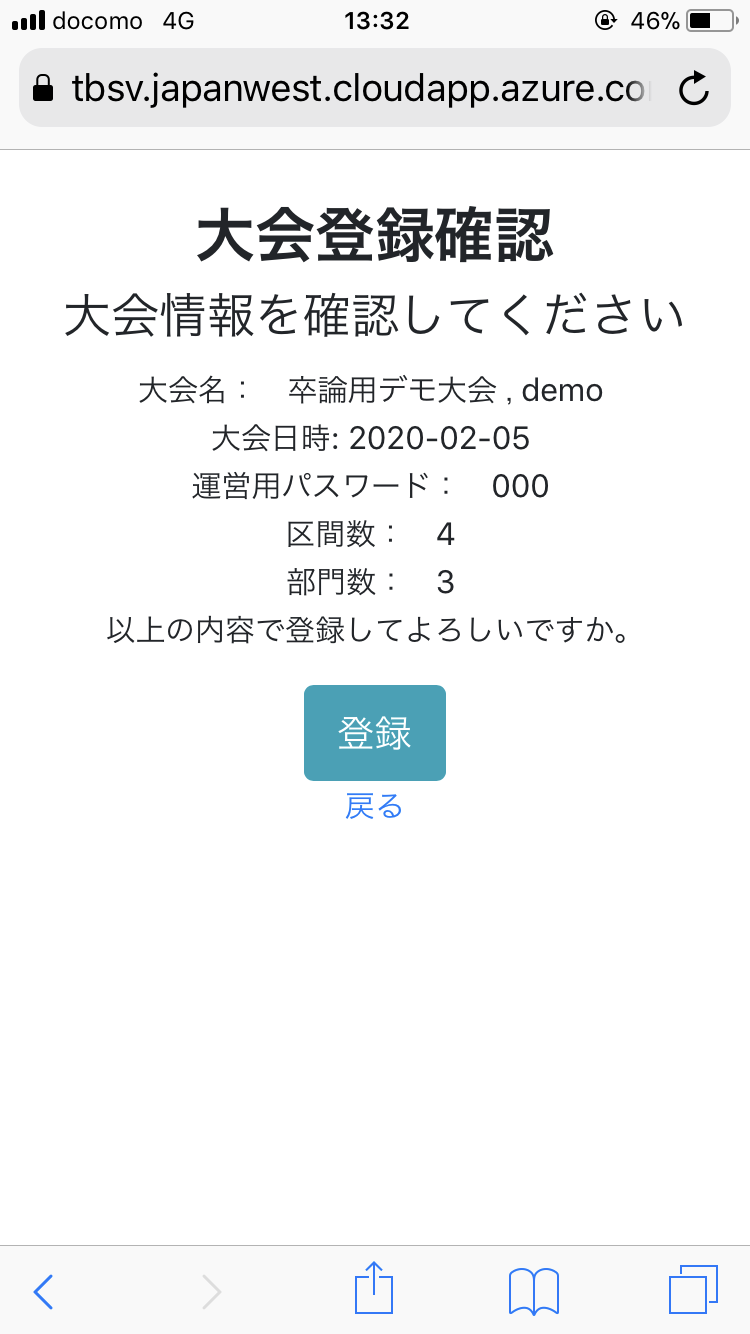 docomo 4G 13:32 46%
tbsv.japanwest.cloudapp.azure.co
大会登録確認
大会情報を確認してください
大会名： 卒論用デモ大会 , demo
大会日時: 2020-02-05
運営用パスワード： 000
区間数： 4
部門数： 3
以上の内容で登録してよろしいですか。
登録
戻る